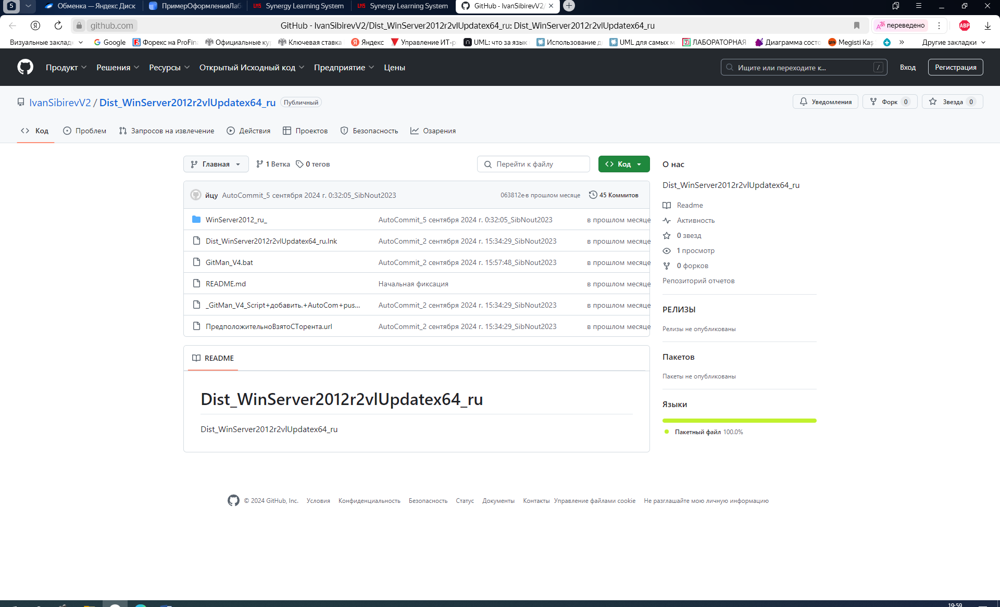 5
Обменка — Яндекс Диск
ПримерОформленияЛаб
LMS Synergy Learning System
LMS Synergy Learning System
GitHub - IvanSibirevV2/
github.com
GitHub - IvanSibirevV2/Dist_WinServer2012r2vlUpdatex64_ru: Dist_WinServer2012r2vlUpdatex64_ru
переведено
ABP
Визуальные заклад
Google
Форекс на ProFina
Официальные кур
Ключевая ставка
Яндекс
Управление ИТ-р
UML: что за язык
Использование д
UML для самых м
ЛАБОРАТОРНАЯ
Диаграмма состо
Megisti Kaş
»
Другие закладки
Продукт
Решения
Ресурсы
Открытый Исходный код
Предприятие
Цены
Ищите или переходите к...
/
Вход
Регистрация
IvanSibirevV2 / Dist_WinServer2012r2vlUpdatex64_ru
Публичный
Уведомления
Форк 0
Звезда 0
Код
Проблем
Запросов на извлечение
Действия
Проектов
Безопасность
Озарения
Главная
1 Ветка
0 тегов
Перейти к файлу
Код
йцу AutoCommit_5 сентября 2024 г. 0:32:05_SibNout2023
063812e·в прошлом месяце
45 Коммитов
WinServer2012_ru_ AutoCommit_5 сентября 2024 г. 0:32:05_SibNout2023 в прошлом месяце
Dist_WinServer2012r2vlUpdatex64_ru.lnk AutoCommit_2 сентября 2024 г. 15:34:29_SibNout2023 в прошлом месяце
GitMan_V4.bat AutoCommit_2 сентября 2024 г. 15:57:48_SibNout2023 в прошлом месяце
README.md Начальная фиксация в прошлом месяце
_GitMan_V4_Script+добавить.+AutoCom+pus... AutoCommit_2 сентября 2024 г. 15:34:29_SibNout2023 в прошлом месяце
ПредположительноВзятоСТорента.url AutoCommit_2 сентября 2024 г. 15:34:29_SibNout2023 в прошлом месяце
README
Dist_WinServer2012r2vlUpdatex64_ru
Dist_WinServer2012r2vlUpdatex64_ru
О нас
Dist_WinServer2012r2vlUpdatex64_ru
Readme
Активность
0 звезд
1 просмотр
0 форков
Репозиторий отчетов
РЕЛИЗЫ
Релизы не опубликованы
Пакетов
Пакеты не опубликованы
Языки
Пакетный файл 100.0%
© 2024 GitHub, Inc.
Условия
Конфиденциальность
Безопасность
Статус
Документы
Контакты
Управление файлами cookie
Не разглашайте мою личную информацию
19:59